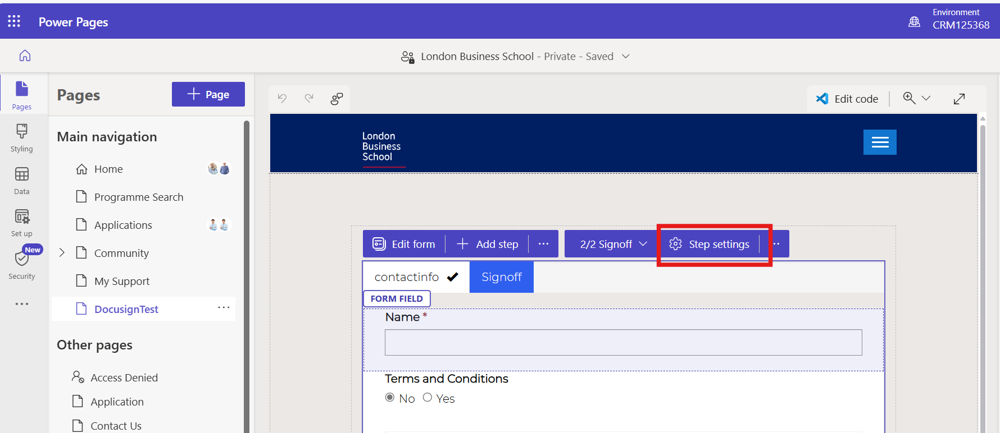 Power Pages
Environment
CRM125368
London Business School - Private - Saved
Pages
Styling
Data
Set up
New
Security
Pages
+ Page
Main navigation
Home
Programme Search
Applications
Community
My Support
DocusignTest
Other pages
Access Denied
Application
Contact Us
Edit code
London
Business
School
Edit form
+ Add step
2/2 Signoff
Step settings
contactinfo
Signoff
FORM FIELD
Name *
Terms and Conditions
No Yes